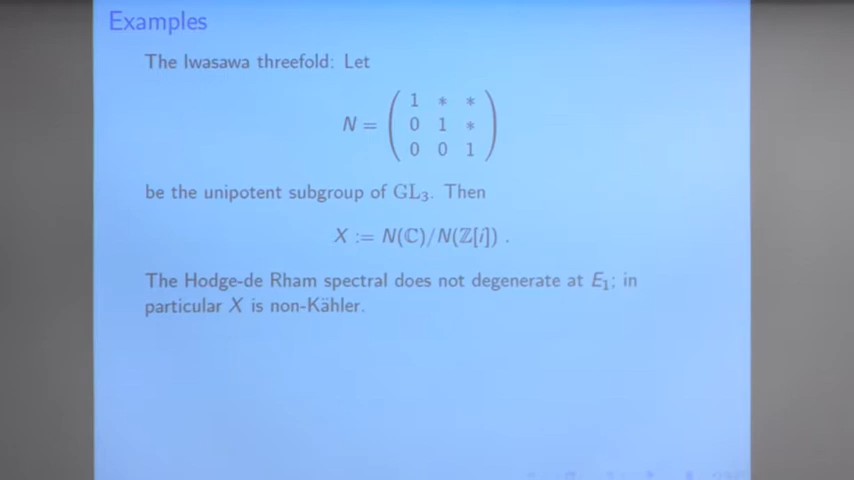 Examples
The Iwasawa threefold: Let
N = ( 1 * *
0 1 *
0 0 1 )
be the unipotent subgroup of GL₃. Then
X := N(ℂ)/N(ℤ[i]) .
The Hodge-de Rham spectral does not degenerate at E₁; in
particular X is non-Kähler.